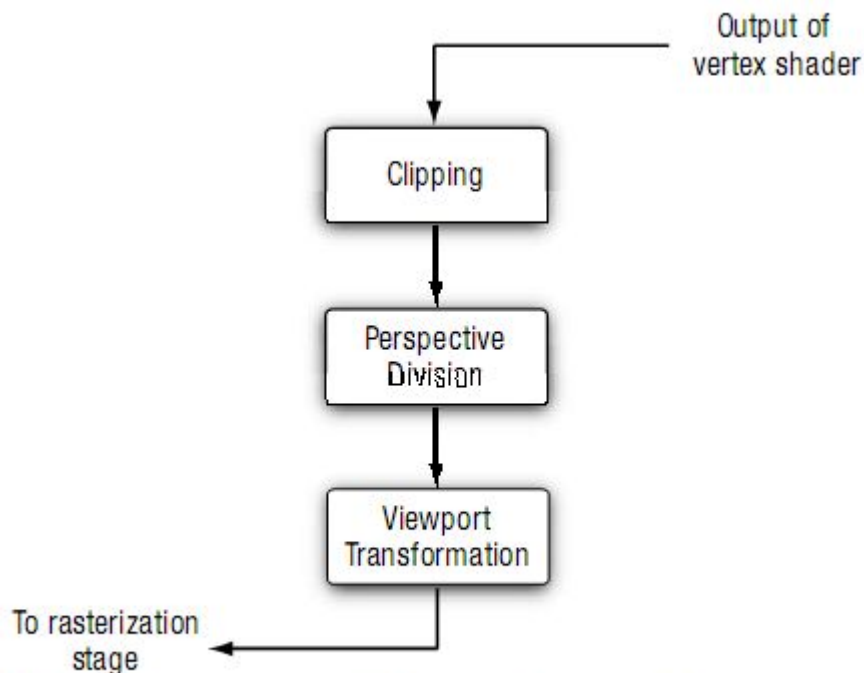 Output of
vertex shader
Clipping
Perspective
Division
Viewport
Transformation
To rasterization
stage